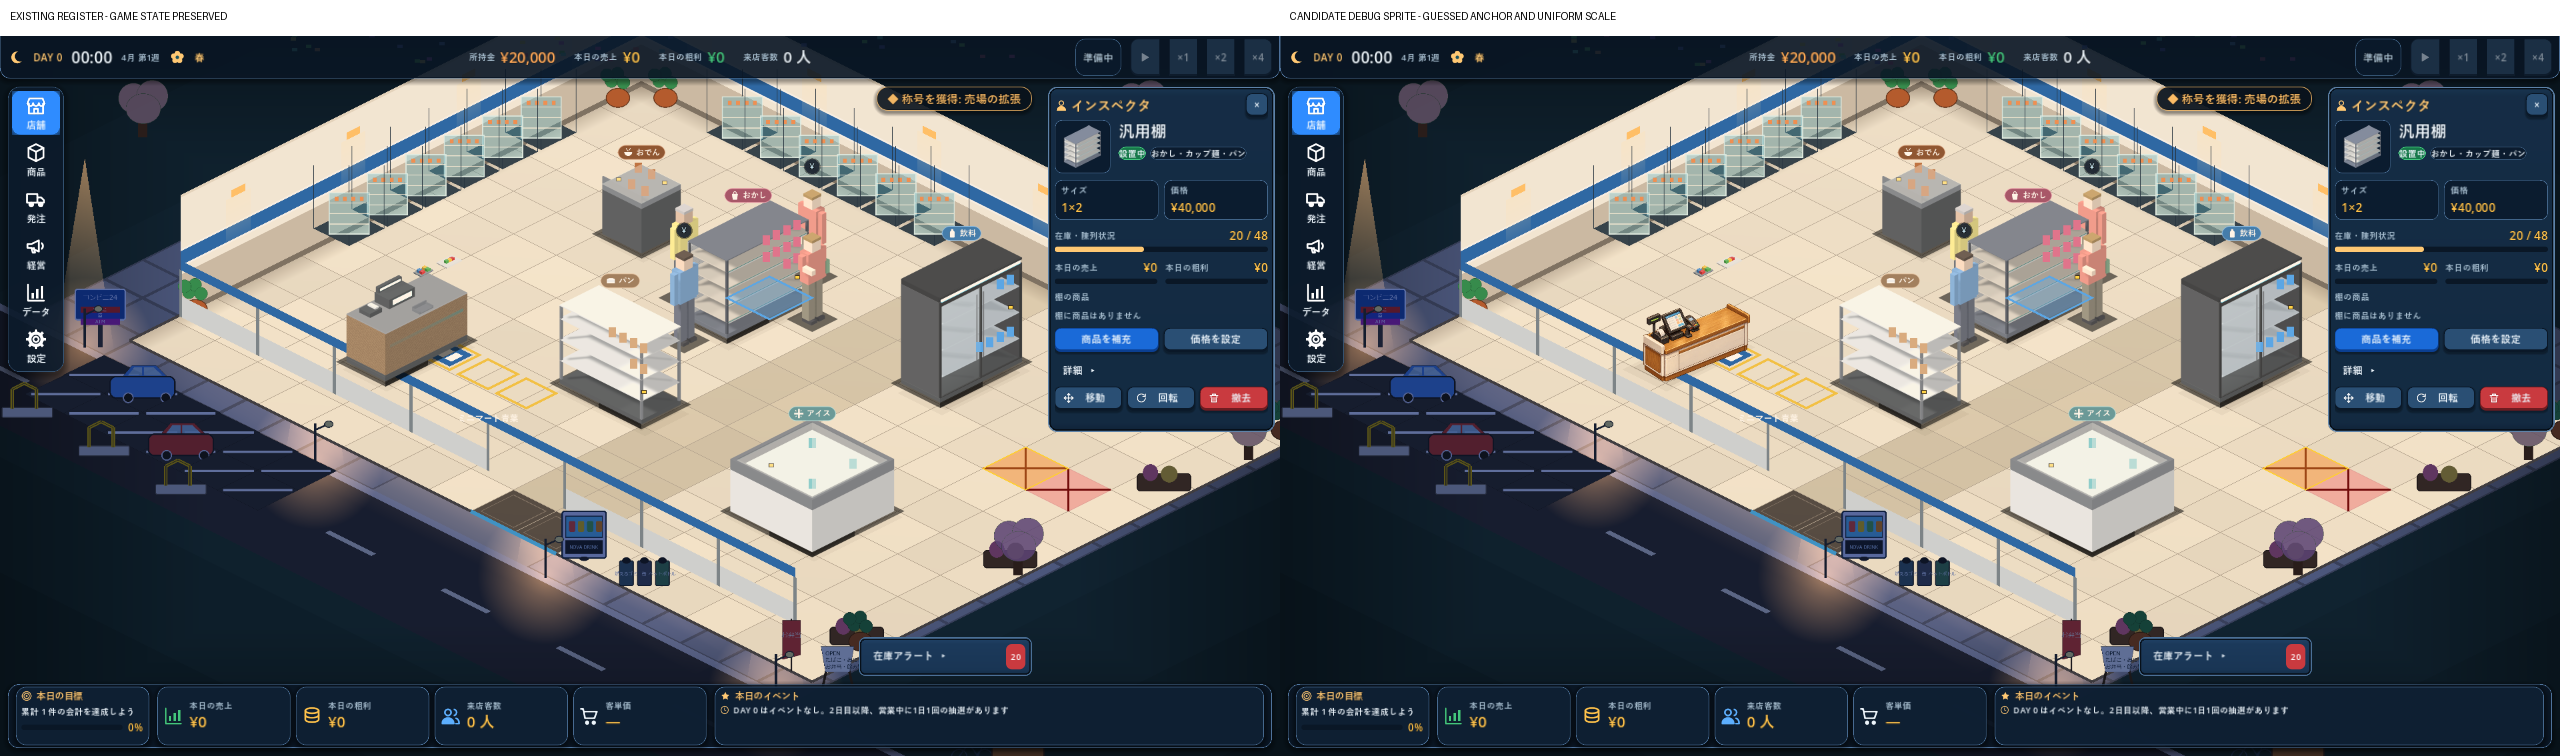 EXISTING REGISTER - GAME STATE PRESERVED
DAY 0 00:00 4月 第1週 春
所持金 ¥20,000 本日の売上 ¥0 本日の粗利 ¥0 来店客数 0 人
準備中 ×1 ×2 ×4
店舗
商品
発注
経営
データ
設定
◆ 称号を獲得: 売場の拡張
おでん
おかし
飲料
パン
アイス
¥
¥
コンビニ24
NOVA DRINK
OPEN
インスペクタ ×
汎用棚
設置中 おかし・カップ麺・パン
サイズ
1×2
価格
¥40,000
在庫・陳列状況 20 / 48
本日の売上 ¥0 本日の粗利 ¥0
棚の商品
棚に商品はありません
商品を補充 価格を設定
詳細 ▸
移動 回転 撤去
在庫アラート ▸ 20
本日の目標
累計 1 件の会計を達成しよう
0%
本日の売上
¥0
本日の粗利
¥0
来店客数
0 人
客単価
—
★ 本日のイベント
DAY 0 はイベントなし。2日目以降、営業中に1日1回の抽選があります
CANDIDATE DEBUG SPRITE - GUESSED ANCHOR AND UNIFORM SCALE
DAY 0 00:00 4月 第1週 春
所持金 ¥20,000 本日の売上 ¥0 本日の粗利 ¥0 来店客数 0 人
準備中 ×1 ×2 ×4
店舗
商品
発注
経営
データ
設定
◆ 称号を獲得: 売場の拡張
おでん
おかし
飲料
パン
アイス
¥
¥
コンビニ24
NOVA DRINK
OPEN
インスペクタ ×
汎用棚
設置中 おかし・カップ麺・パン
サイズ
1×2
価格
¥40,000
在庫・陳列状況 20 / 48
本日の売上 ¥0 本日の粗利 ¥0
棚の商品
棚に商品はありません
商品を補充 価格を設定
詳細 ▸
移動 回転 撤去
在庫アラート ▸ 20
本日の目標
累計 1 件の会計を達成しよう
0%
本日の売上
¥0
本日の粗利
¥0
来店客数
0 人
客単価
—
★ 本日のイベント
DAY 0 はイベントなし。2日目以降、営業中に1日1回の抽選があります